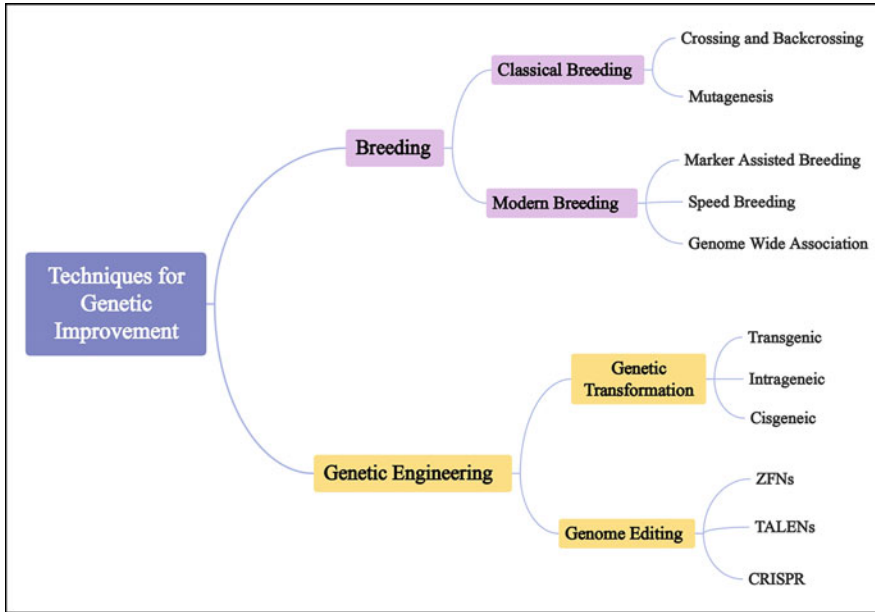 Techniques for
Genetic
Improvement
Breeding
Classical Breeding
Crossing and Backcrossing
Mutagenesis
Modern Breeding
Marker Assisted Breeding
Speed Breeding
Genome Wide Association
Genetic Engineering
Genetic
Transformation
Transgenic
Intrageneic
Cisgeneic
Genome Editing
ZFNs
TALENs
CRISPR